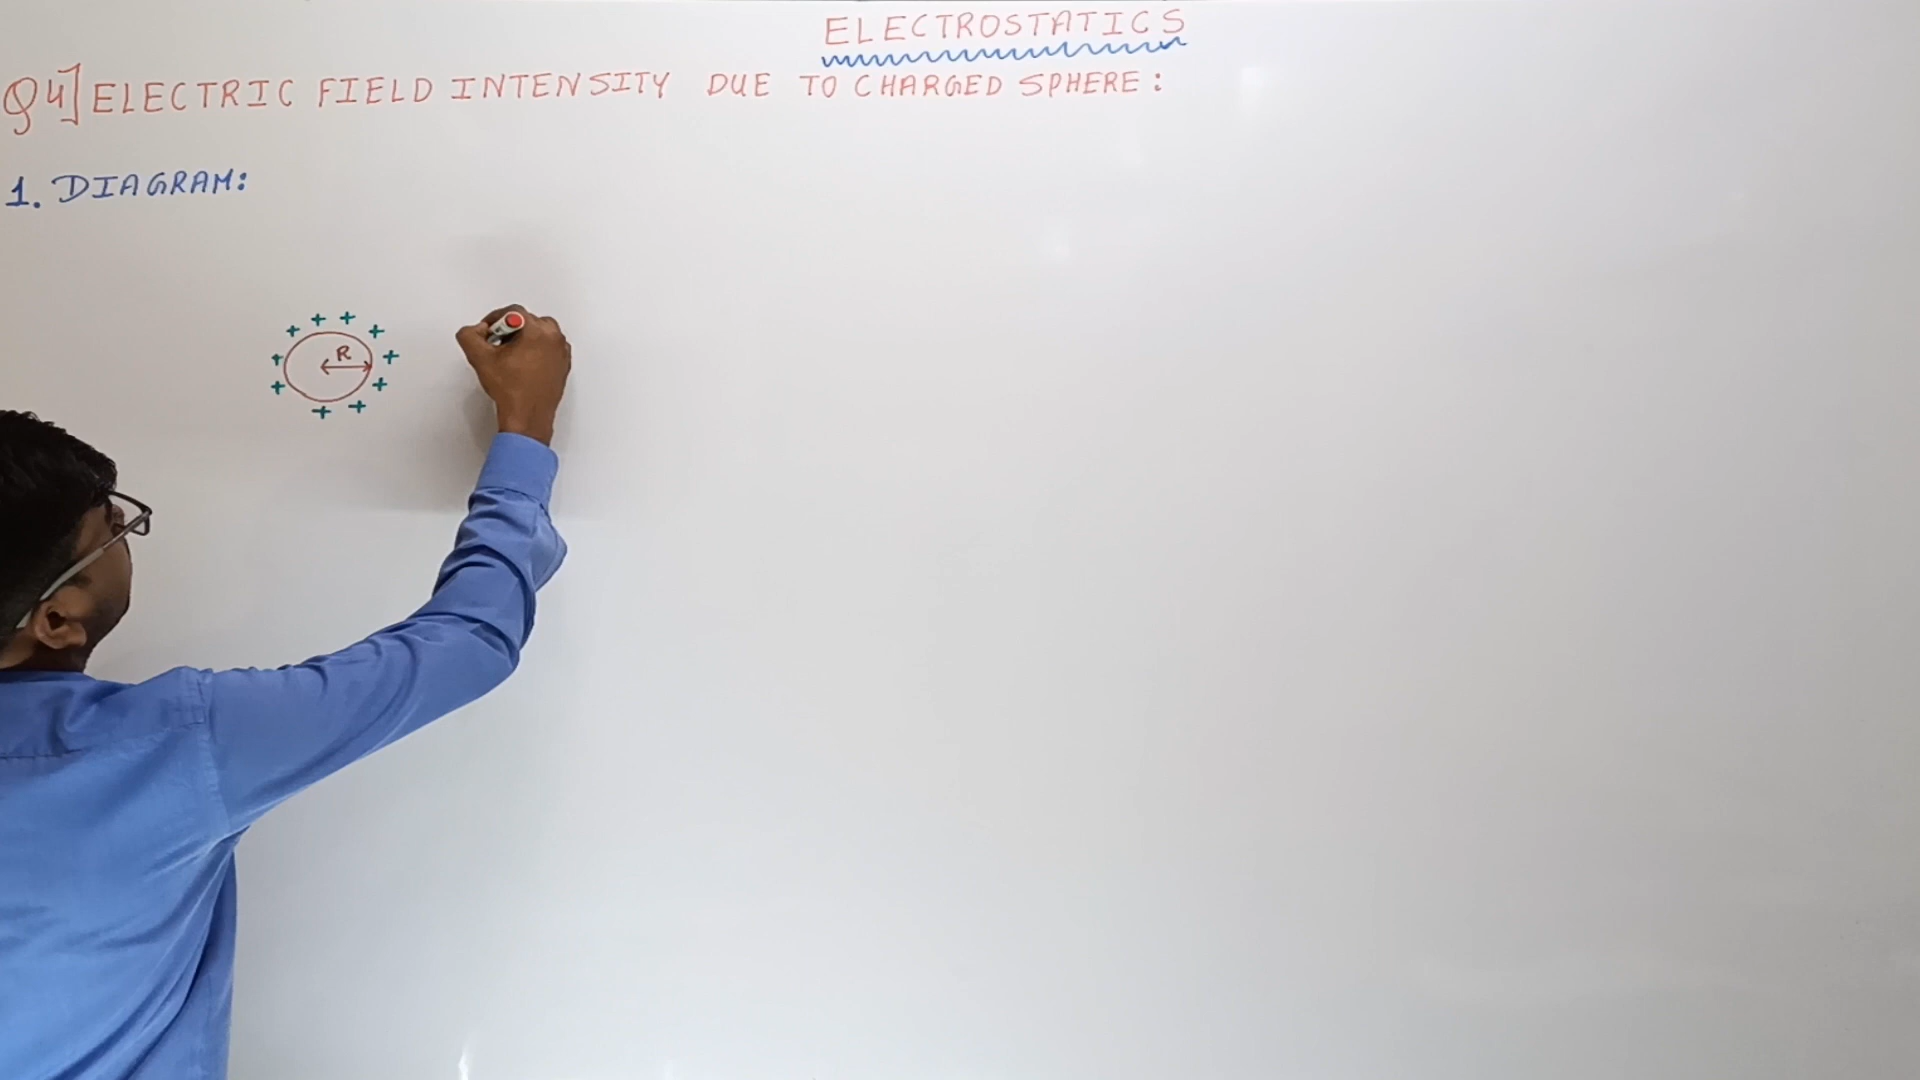 ELECTROSTATICS
Q4] ELECTRIC FIELD INTENSITY DUE TO CHARGED SPHERE:
1. DIAGRAM:
+ + + +
+ R +
+ +
+ +